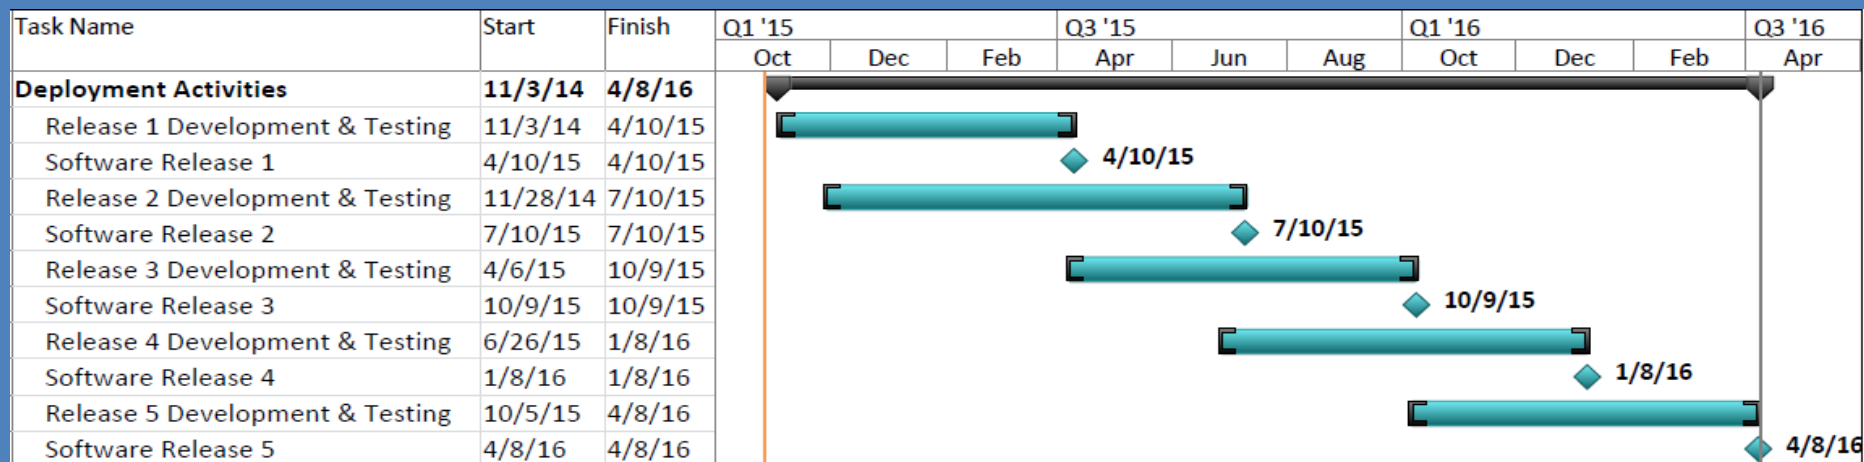 Task Name Start Finish Q1 '15 Q3 '15 Q1 '16 Q3 '16
Oct Dec Feb Apr Jun Aug Oct Dec Feb Apr
Deployment Activities 11/3/14 4/8/16
Release 1 Development & Testing 11/3/14 4/10/15
Software Release 1 4/10/15 4/10/15 4/10/15
Release 2 Development & Testing 11/28/14 7/10/15
Software Release 2 7/10/15 7/10/15 7/10/15
Release 3 Development & Testing 4/6/15 10/9/15
Software Release 3 10/9/15 10/9/15 10/9/15
Release 4 Development & Testing 6/26/15 1/8/16
Software Release 4 1/8/16 1/8/16 1/8/16
Release 5 Development & Testing 10/5/15 4/8/16
Software Release 5 4/8/16 4/8/16 4/8/16